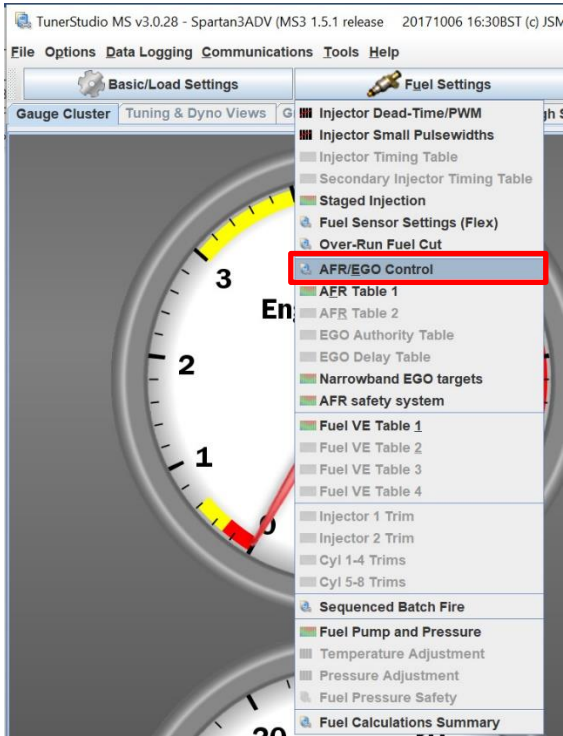 TunerStudio MS v3.0.28 - Spartan3ADV (MS3 1.5.1 release 20171006 16:30BST (c) JSM
File Options Data Logging Communications Tools Help
Basic/Load Settings Fuel Settings
Gauge Cluster Tuning & Dyno Views G
Injector Dead-Time/PWM
Injector Small Pulsewidths
Injector Timing Table
Secondary Injector Timing Table
Staged Injection
Fuel Sensor Settings (Flex)
Over-Run Fuel Cut
AFR/EGO Control
AFR Table 1
AFR Table 2
EGO Authority Table
EGO Delay Table
Narrowband EGO targets
AFR safety system
Fuel VE Table 1
Fuel VE Table 2
Fuel VE Table 3
Fuel VE Table 4
Injector 1 Trim
Injector 2 Trim
Cyl 1-4 Trims
Cyl 5-8 Trims
Sequenced Batch Fire
Fuel Pump and Pressure
Temperature Adjustment
Pressure Adjustment
Fuel Pressure Safety
Fuel Calculations Summary
3
En
2
1
0
20